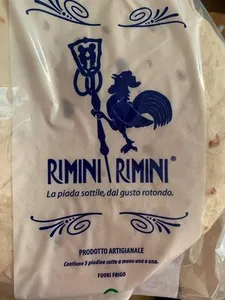 RIMINI RIMINI®
La piada sottile, dal gusto rotondo.
PRODOTTO ARTIGIANALE
Contiene 5 piadine cotte a mano una a una.
FUORI FRIGO